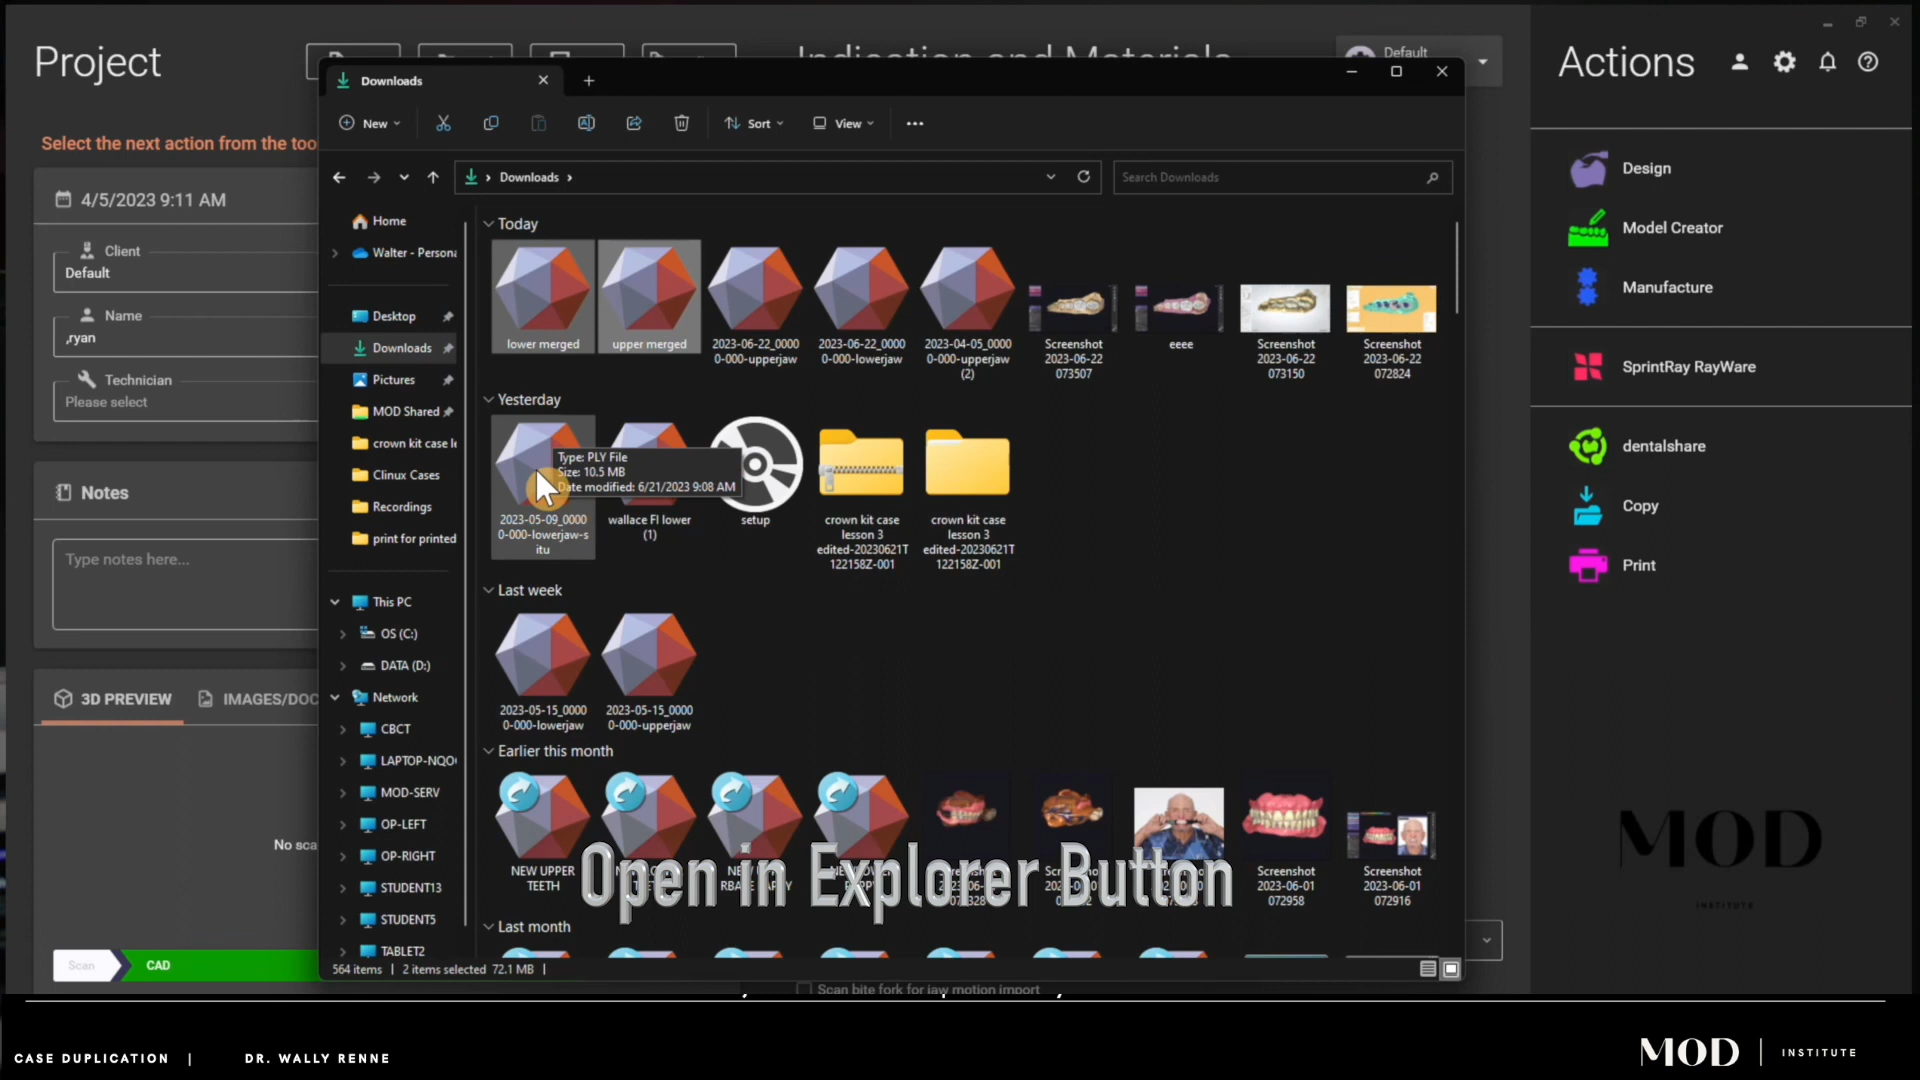 Project
Indication and Materials
Default
Actions
Select the next action from the too
4/5/2023 9:11 AM
Client
Default
Name
,ryan
Technician
Please select
Notes
Type notes here...
3D PREVIEW
IMAGES/DOC
No sca
Scan
CAD
Downloads
New
Sort
View
Downloads
Search Downloads
Home
Walter - Persona
Desktop
Downloads
Pictures
MOD Shared
crown kit case le
Clinux Cases
Recordings
print for printed
This PC
OS (C:)
DATA (D:)
Network
CBCT
LAPTOP-NQO
MOD-SERV
OP-LEFT
OP-RIGHT
STUDENT13
STUDENT5
TABLET2
Today
lower merged
upper merged
2023-06-22_0000
0-000-upperjaw
2023-06-22_0000
0-000-lowerjaw
2023-04-05_0000
0-000-upperjaw
(2)
Screenshot
2023-06-22
073507
eeee
Screenshot
2023-06-22
073150
Screenshot
2023-06-22
072824
Yesterday
Type: PLY File
Size: 10.5 MB
Date modified: 6/21/2023 9:08 AM
2023-05-09_0000
0-000-lowerjaw-s
itu
wallace FI lower
(1)
setup
crown kit case
lesson 3
edited-20230621T
122158Z-001
crown kit case
lesson 3
edited-20230621T
122158Z-001
Last week
2023-05-15_0000
0-000-lowerjaw
2023-05-15_0000
0-000-upperjaw
Earlier this month
NEW UPPER
TEETH
Screenshot
2023-06-01
072958
Screenshot
2023-06-01
072916
Open in Explorer Button
Last month
564 items
2 items selected 72.1 MB
Scan bite fork for jaw motion import
Design
Model Creator
Manufacture
SprintRay RayWare
dentalshare
Copy
Print
MOD
INSTITUTE
CASE DUPLICATION | DR. WALLY RENNE
MOD | INSTITUTE